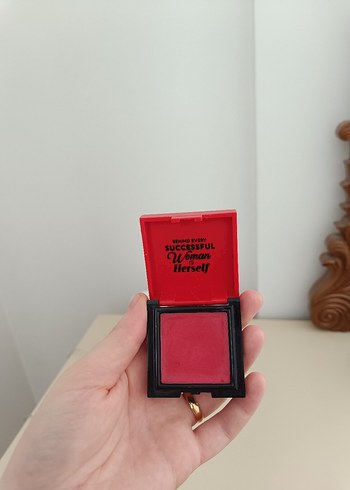 BEHIND EVERY
SUCCESSFUL
Woman
is
Herself